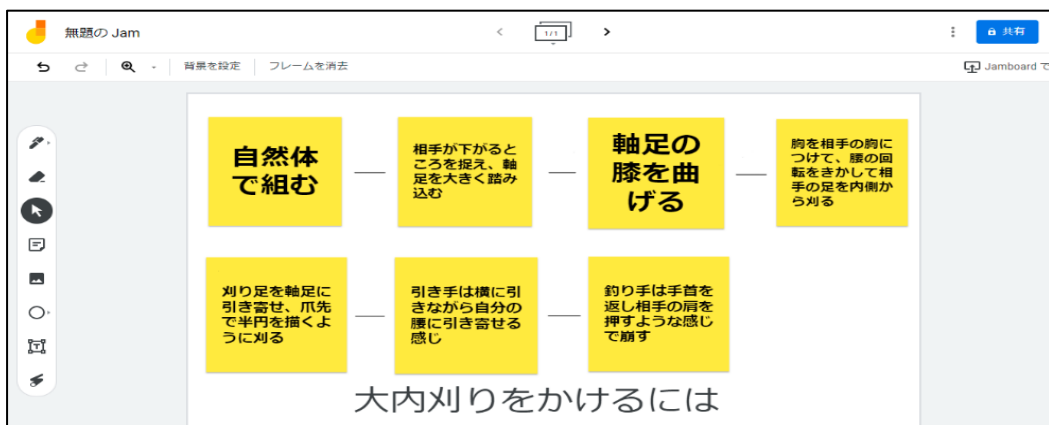 無題の Jam
1/1
共有
背景を設定
フレームを消去
Jamboard で
自然体
で組む
相手が下がると
ころを捉え、軸
足を大きく踏み
込む
軸足の
膝を曲
げる
胸を相手の胸に
つけて、腰の回
転をきかして相
手の足を内側か
ら刈る
刈り足を軸足に
引き寄せ、爪先
で半円を描くよ
うに刈る
引き手は横に引
きながら自分の
腰に引き寄せる
感じ
釣り手は手首を
返し相手の肩を
押すような感じ
で崩す
大内刈りをかけるには